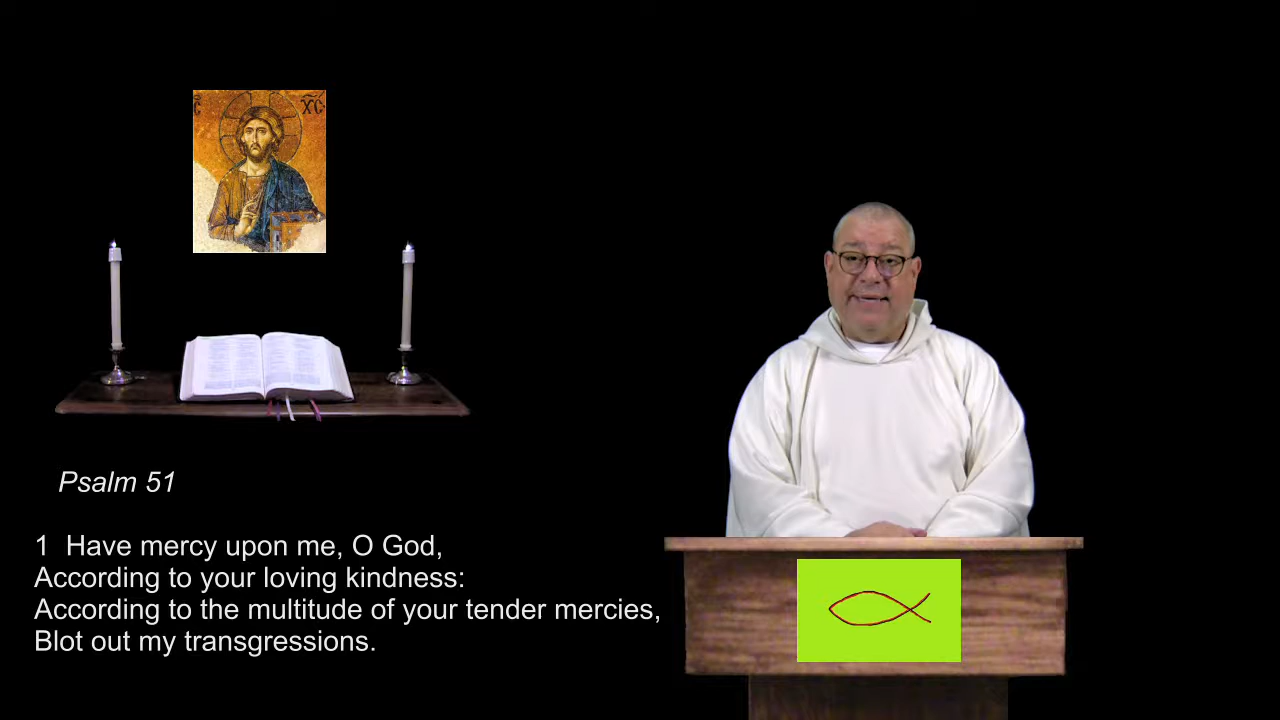 XC
Psalm 51
1 Have mercy upon me, O God,
According to your loving kindness:
According to the multitude of your tender mercies,
Blot out my transgressions.